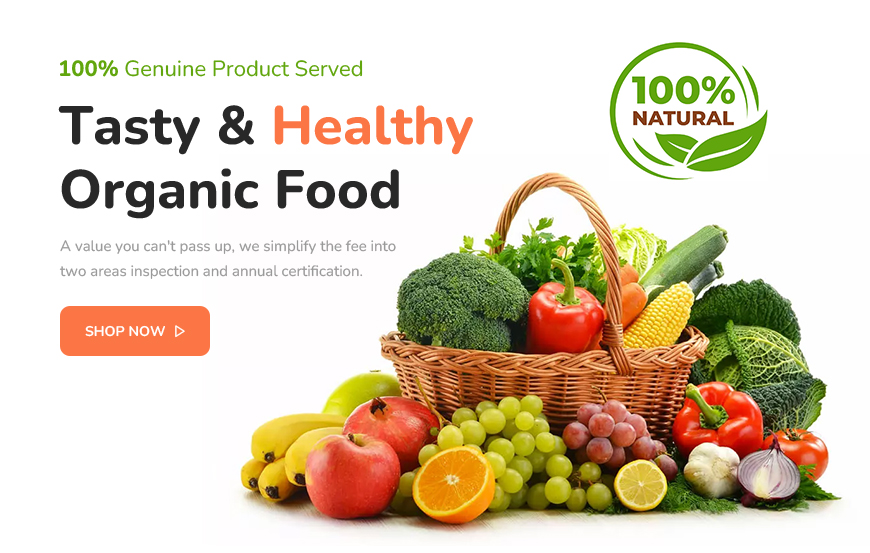 100% Genuine Product Served
Tasty & Healthy
Organic Food
A value you can't pass up, we simplify the fee into
two areas inspection and annual certification.
SHOP NOW
100%
NATURAL